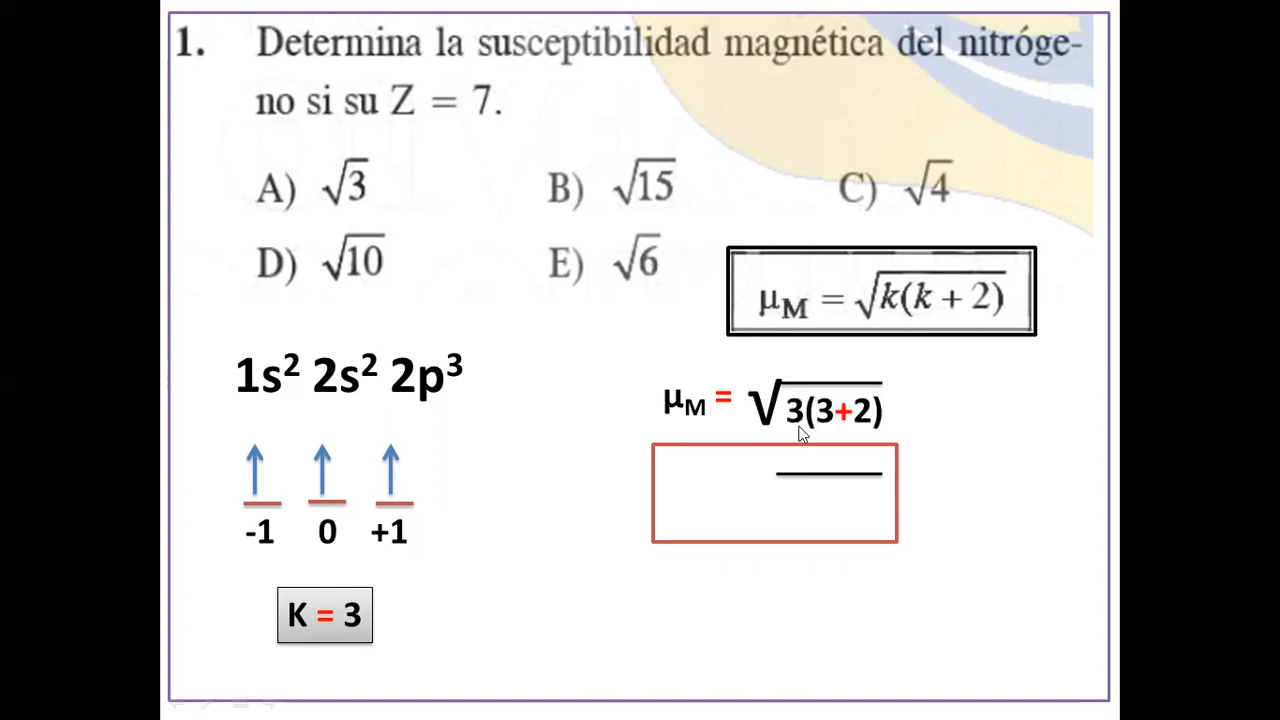 1. Determina la susceptibilidad magnética del nitróge-
no si su Z = 7.
A) √3 B) √15 C) √4
D) √10 E) √6
μM = √k(k + 2)
1s² 2s² 2p³
μM = √3(3+2)
-1 0 +1
K = 3